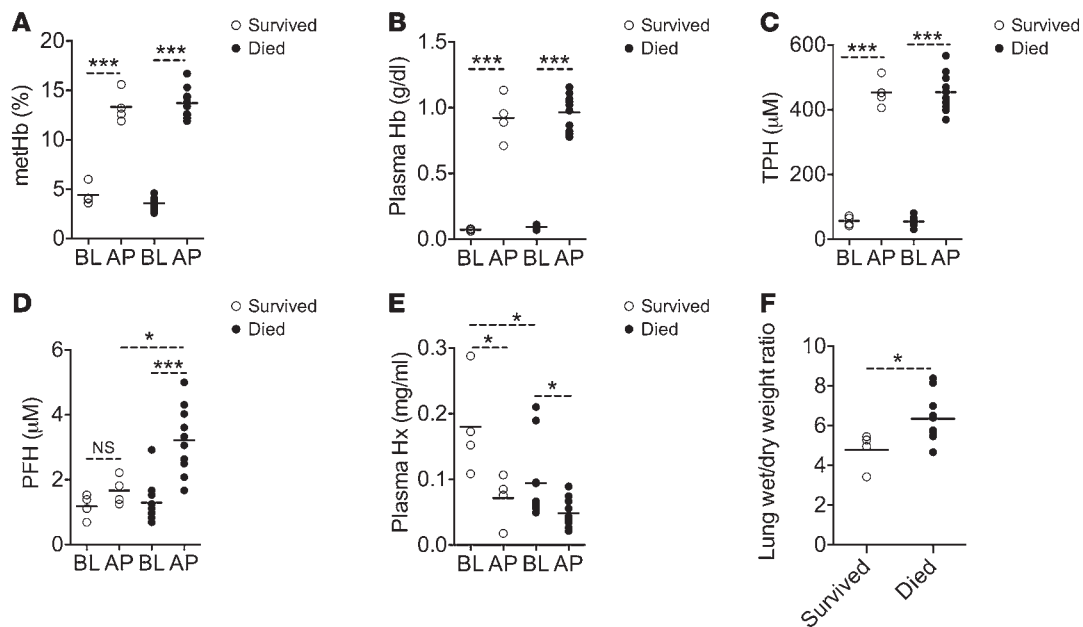 A
○ Survived
● Died
metHb (%)
20
15
10
5
0
***
***
BL AP BL AP
B
○ Survived
● Died
Plasma Hb (g/dl)
1.5
1.0
0.5
0.0
***
***
BL AP BL AP
C
○ Survived
● Died
TPH (μM)
600
400
200
0
***
***
BL AP BL AP
D
○ Survived
● Died
PFH (μM)
6
4
2
0
*
***
NS
BL AP BL AP
E
○ Survived
● Died
Plasma Hx (mg/ml)
0.3
0.2
0.1
0.0
*
*
*
BL AP BL AP
F
Lung wet/dry weight ratio
10
8
6
4
2
0
*
Survived
Died